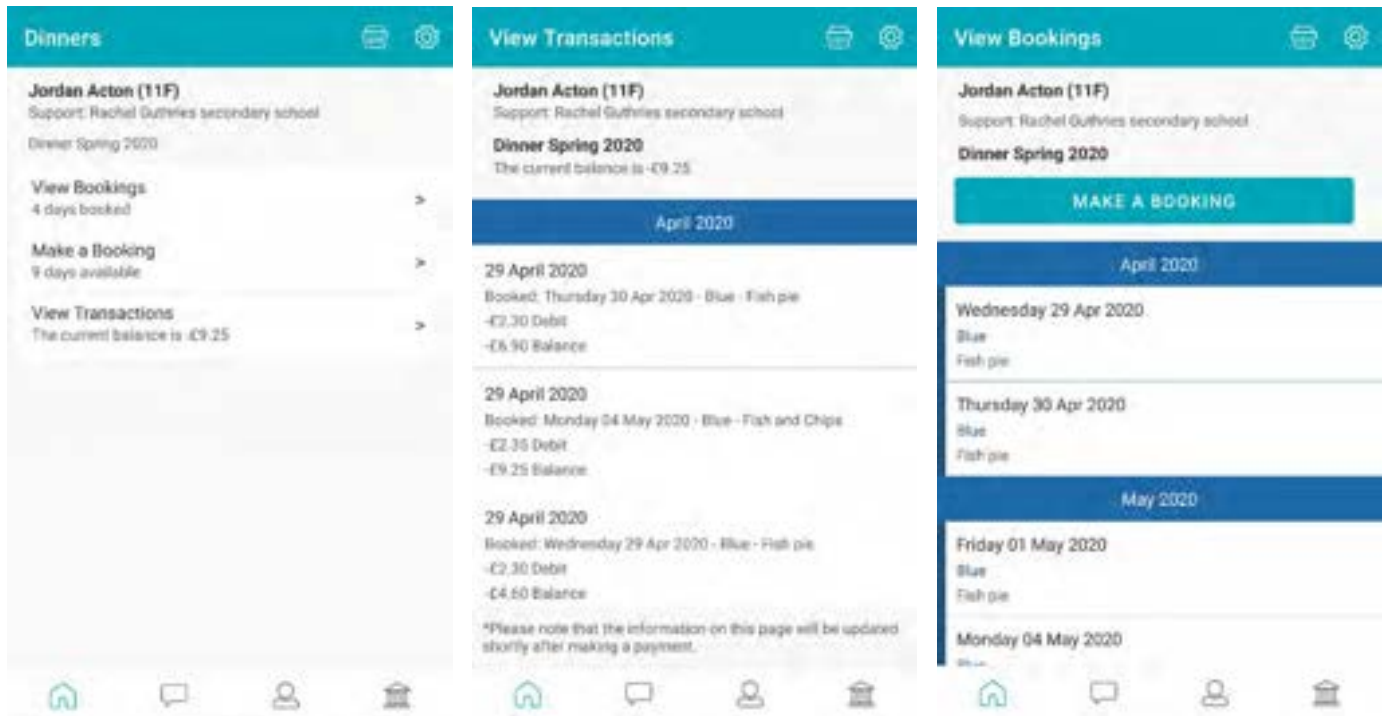 Dinners
Jordan Acton (11F)
Support: Rachel Guthries secondary school
Dinner Spring 2020
View Bookings
4 days booked
>
Make a Booking
9 days available
>
View Transactions
The current balance is -£9.25
>
View Transactions
Jordan Acton (11F)
Support: Rachel Guthries secondary school
Dinner Spring 2020
The current balance is -£9.25
April 2020
29 April 2020
Booked: Thursday 30 Apr 2020 - Blue - Fish pie
-£2.30 Debit
-£6.90 Balance
29 April 2020
Booked: Monday 04 May 2020 - Blue - Fish and Chips
-£2.35 Debit
-£9.25 Balance
29 April 2020
Booked: Wednesday 29 Apr 2020 - Blue - Fish pie
-£2.30 Debit
-£4.60 Balance
*Please note that the information on this page will be updated
shortly after making a payment.
View Bookings
Jordan Acton (11F)
Support: Rachel Guthries secondary school
Dinner Spring 2020
MAKE A BOOKING
April 2020
Wednesday 29 Apr 2020
Blue
Fish pie
Thursday 30 Apr 2020
Blue
Fish pie
May 2020
Friday 01 May 2020
Blue
Fish pie
Monday 04 May 2020